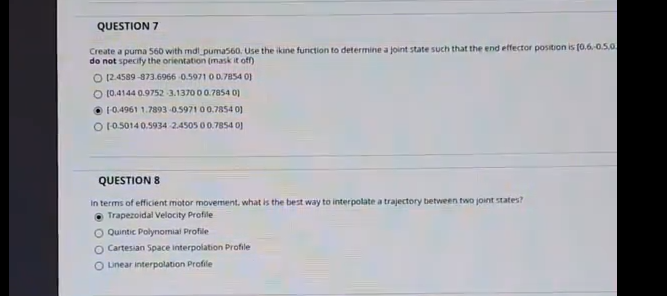 QUESTION 7
Create a puma 560 with mdl_puma560. Use the ikine function to determine a joint state such that the end effector position is [0.6,-0.5,0.
do not specify the orientation (mask it off)
[2.4589 -873.6966 -0.5971 0 0.7854 0]
[0.4144 0.9752 -3.1370 0 0.7854 0]
[-0.4961 1.7893 -0.5971 0 0.7854 0]
[-0.5014 0.5934 -2.4505 0 0.7854 0]
QUESTION 8
In terms of efficient motor movement, what is the best way to interpolate a trajectory between two joint states?
Trapezoidal Velocity Profile
Quintic Polynomial Profile
Cartesian Space Interpolation Profile
Linear Interpolation Profile